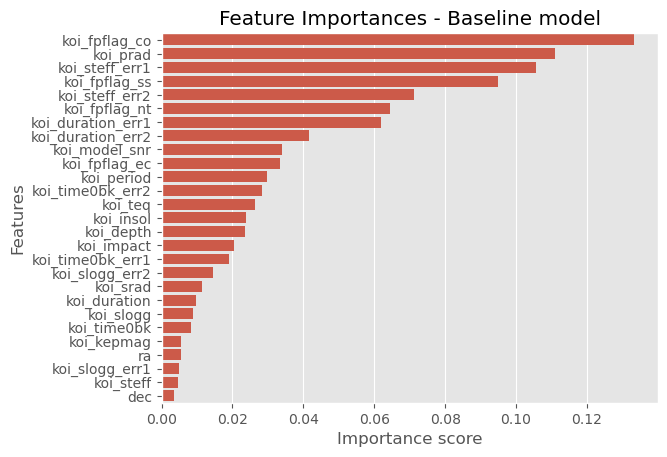 Feature Importances - Baseline model
koi_fpflag_co
koi_prad
koi_steff_err1
koi_fpflag_ss
koi_steff_err2
koi_fpflag_nt
koi_duration_err1
koi_duration_err2
koi_model_snr
koi_fpflag_ec
koi_period
koi_time0bk_err2
koi_teq
koi_insol
koi_depth
koi_impact
koi_time0bk_err1
koi_slogg_err2
koi_srad
koi_duration
koi_slogg
koi_time0bk
koi_kepmag
ra
koi_slogg_err1
koi_steff
dec
Features
0.00 0.02 0.04 0.06 0.08 0.10 0.12
Importance score